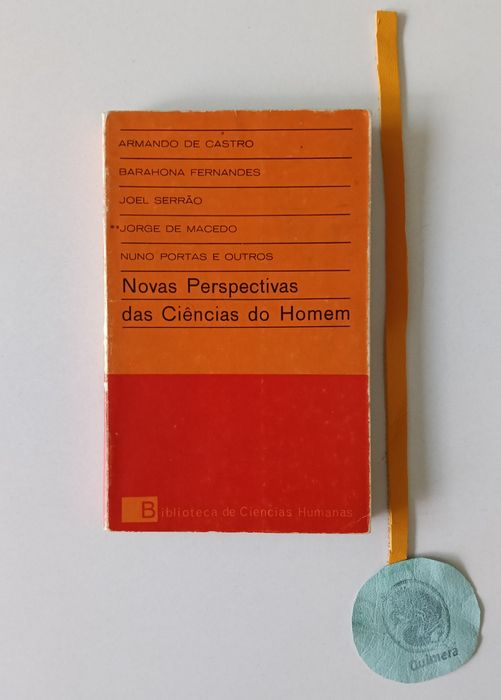 ARMANDO DE CASTRO
BARAHONA FERNANDES
JOEL SERRÃO
JORGE DE MACEDO
NUNO PORTAS E OUTROS
Novas Perspectivas
das Ciências do Homem
Biblioteca de Ciências Humanas
Quimera